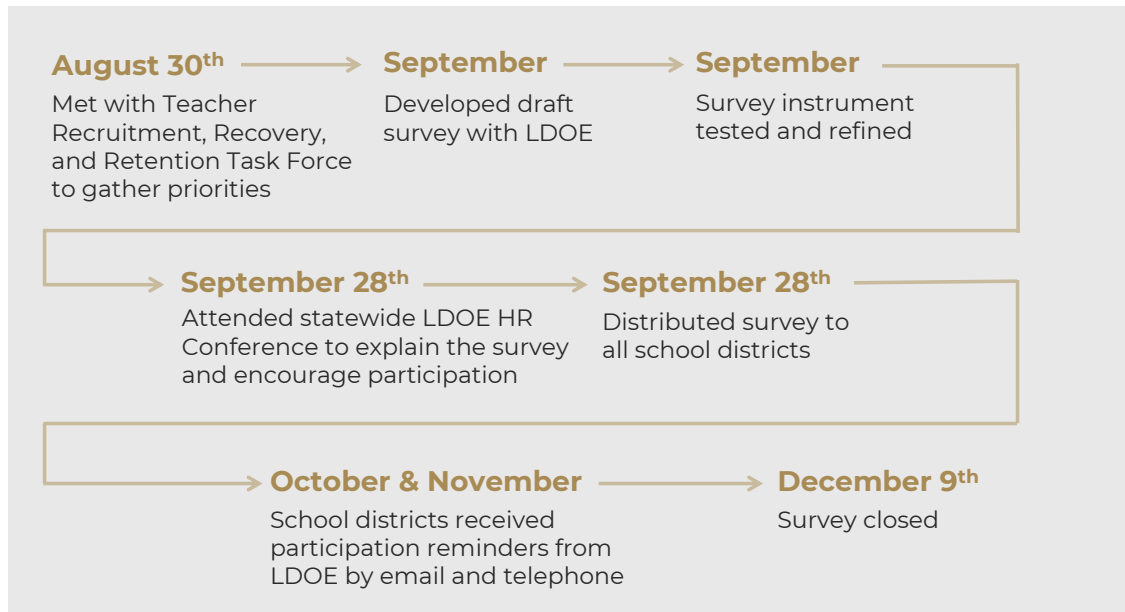 August 30th
Met with Teacher
Recruitment, Recovery,
and Retention Task Force
to gather priorities
September
Developed draft
survey with LDOE
September
Survey instrument
tested and refined
September 28th
Attended statewide LDOE HR
Conference to explain the survey
and encourage participation
September 28th
Distributed survey to
all school districts
October & November
School districts received
participation reminders from
LDOE by email and telephone
December 9th
Survey closed